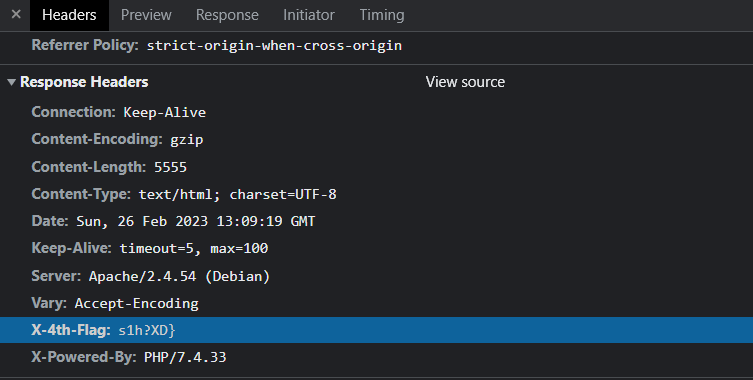 × Headers Preview Response Initiator Timing
Referrer Policy: strict-origin-when-cross-origin
▼ Response Headers View source
Connection: Keep-Alive
Content-Encoding: gzip
Content-Length: 5555
Content-Type: text/html; charset=UTF-8
Date: Sun, 26 Feb 2023 13:09:19 GMT
Keep-Alive: timeout=5, max=100
Server: Apache/2.4.54 (Debian)
Vary: Accept-Encoding
X-4th-Flag: s1h?XD}
X-Powered-By: PHP/7.4.33